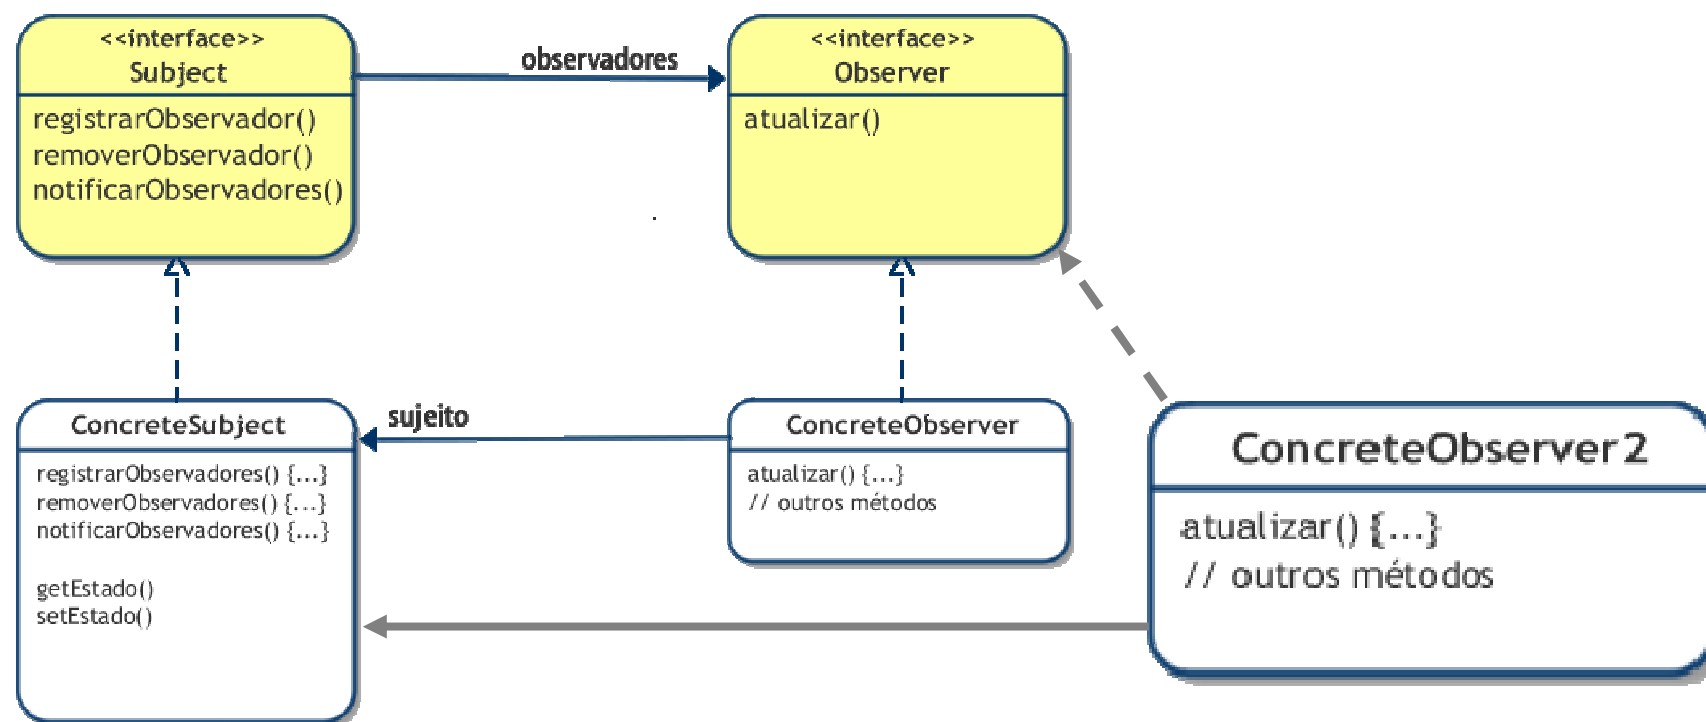 <<interface>>
Subject
registrarObservador()
removerObservador()
notificarObservadores()
observadores
<<interface>>
Observer
atualizar()
ConcreteSubject
registrarObservadores() {...}
removerObservadores() {...}
notificarObservadores() {...}
getEstado()
setEstado()
sujeito
ConcreteObserver
atualizar() {...}
// outros métodos
ConcreteObserver2
atualizar() {...}
// outros métodos